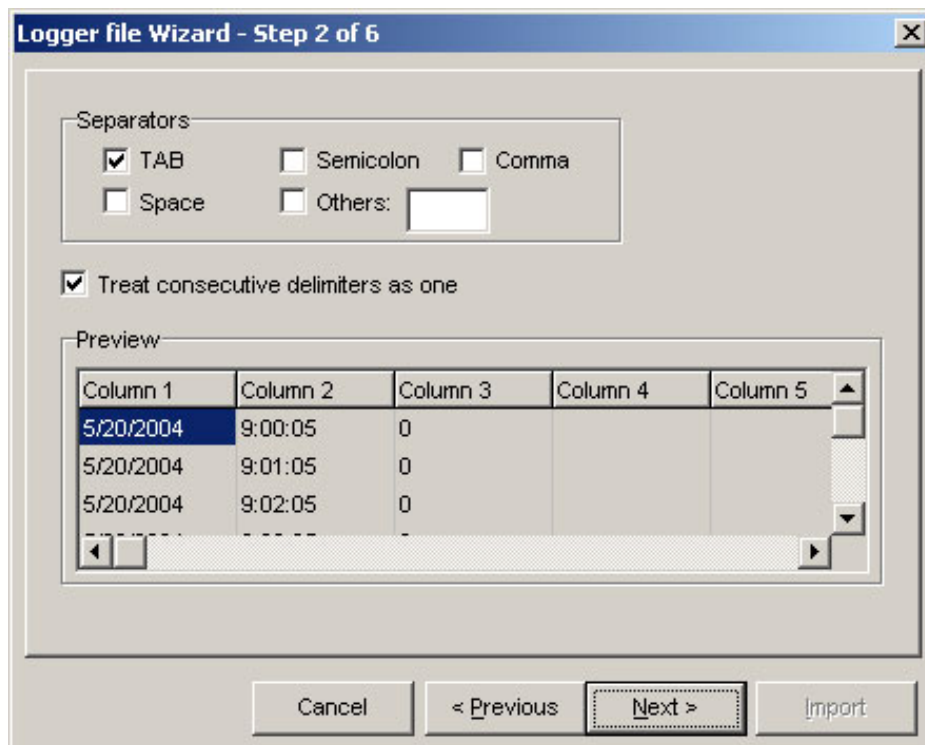 Logger file Wizard - Step 2 of 6
Separators
TAB Semicolon Comma
Space Others:
Treat consecutive delimiters as one
Preview
Column 1 Column 2 Column 3 Column 4 Column 5
5/20/2004 9:00:05 0
5/20/2004 9:01:05 0
5/20/2004 9:02:05 0
Cancel < Previous Next > Import